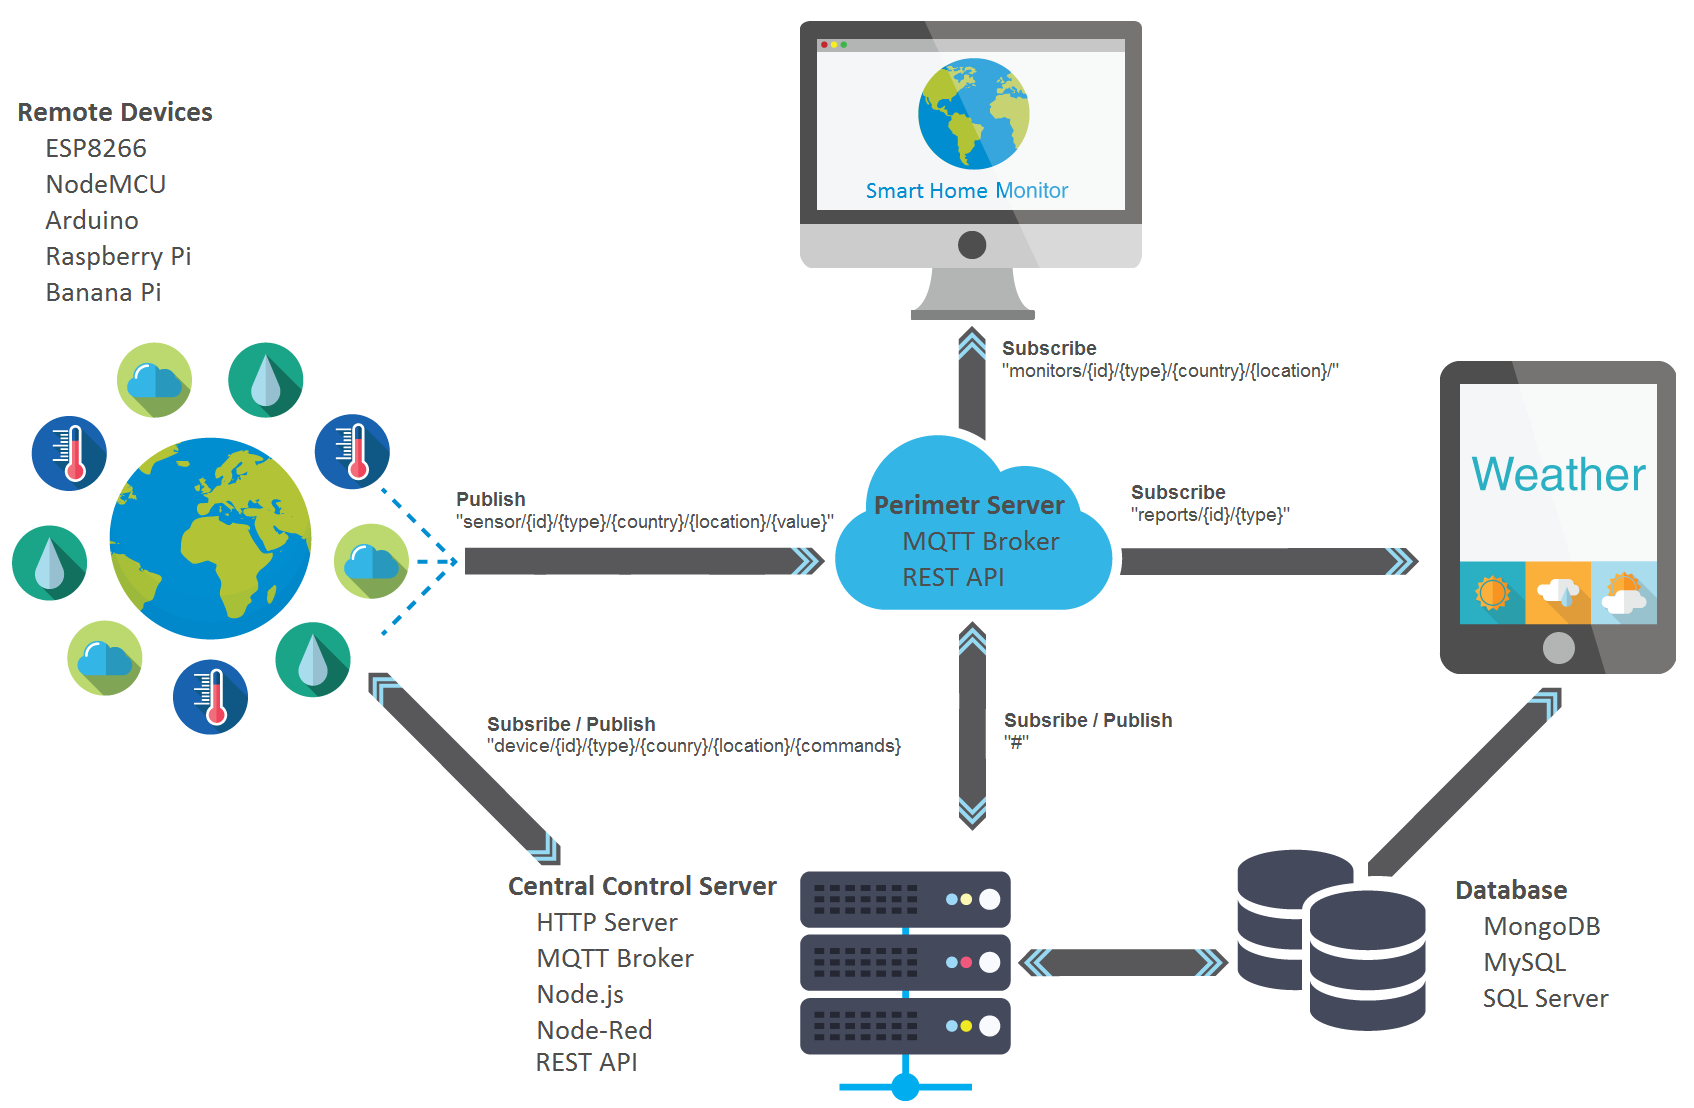 Remote Devices
ESP8266
NodeMCU
Arduino
Raspberry Pi
Banana Pi
Smart Home Monitor
Subscribe
"monitors/{id}/{type}/{country}/{location}/"
Publish
"sensor/{id}/{type}/{country}/{location}/{value}"
Perimetr Server
MQTT Broker
REST API
Subscribe
"reports/{id}/{type}"
Weather
Subsribe / Publish
"device/{id}/{type}/{counry}/{location}/{commands}
Subsribe / Publish
"#"
Central Control Server
HTTP Server
MQTT Broker
Node.js
Node-Red
REST API
Database
MongoDB
MySQL
SQL Server